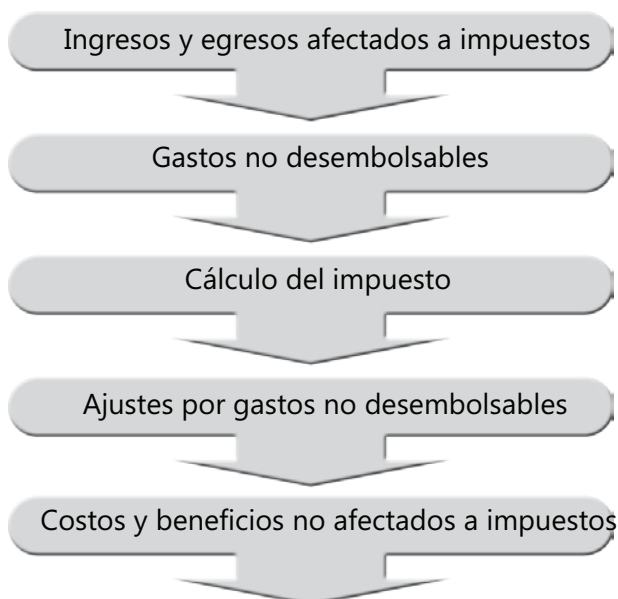 Ingresos y egresos afectados a impuestos
Gastos no desembolsables
Cálculo del impuesto
Ajustes por gastos no desembolsables
Costos y beneficios no afectados a impuestos